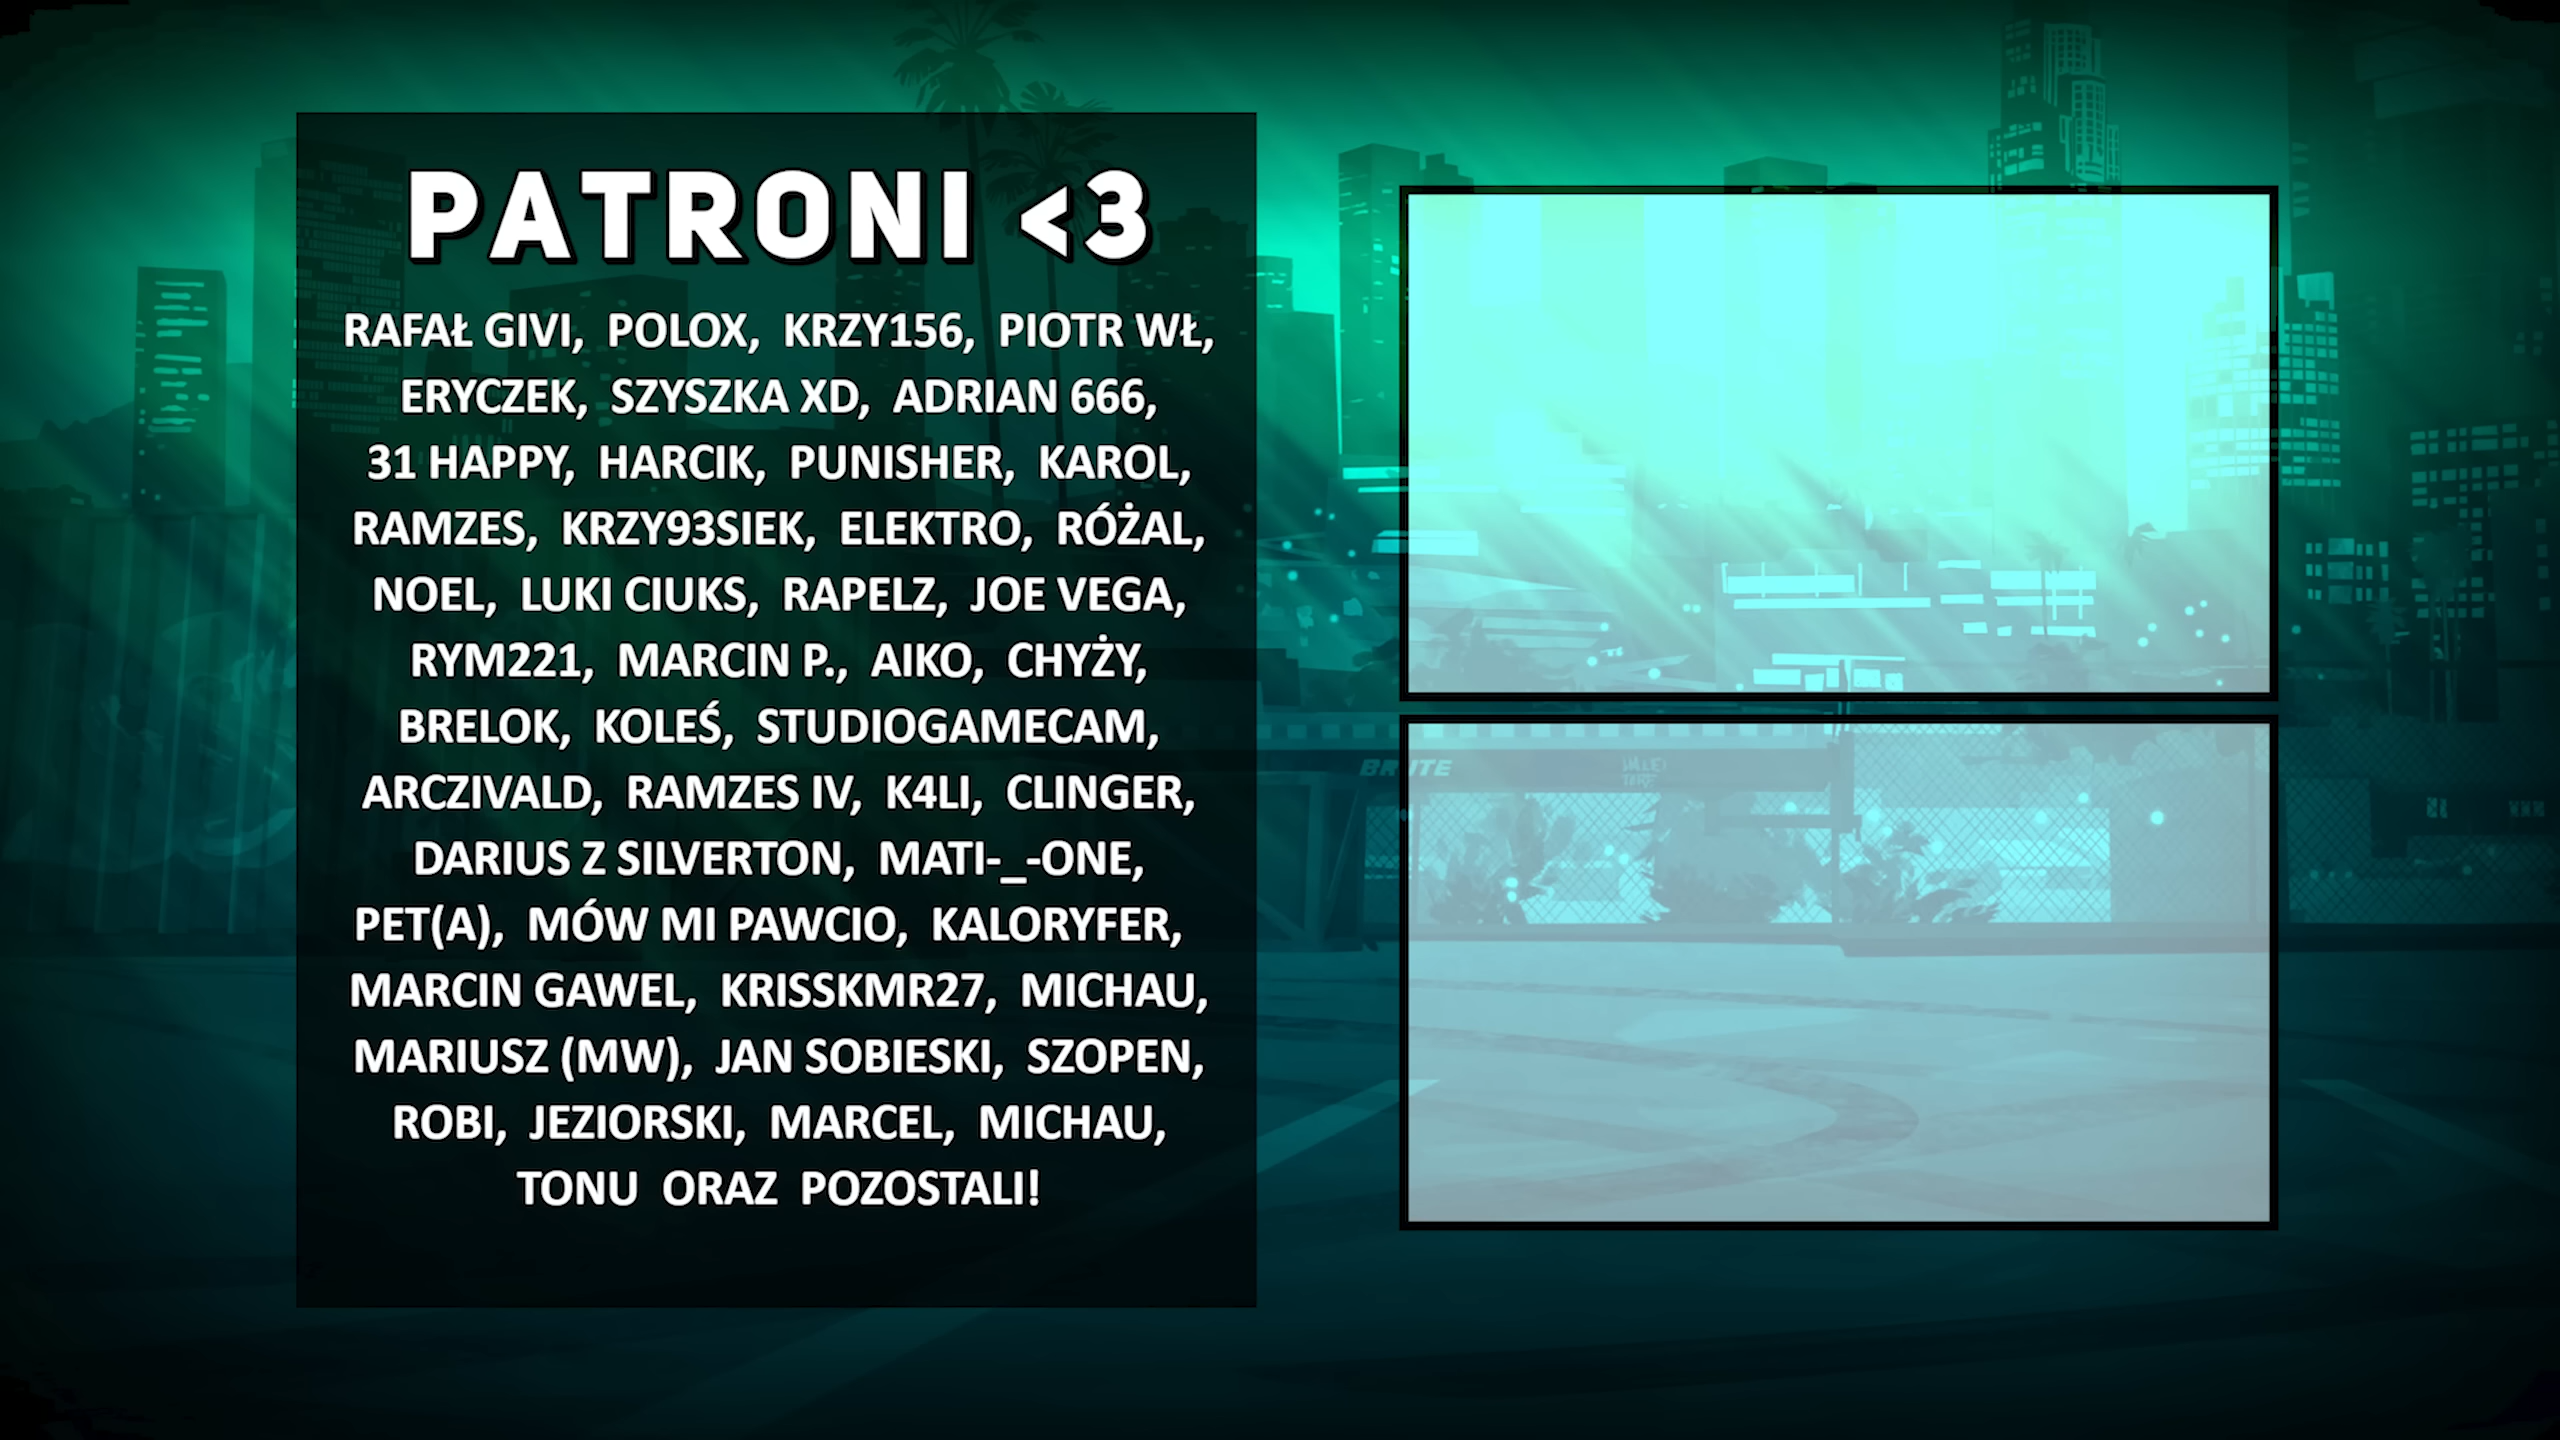 PATRONI <3
RAFAŁ GIVI, POLOX, KRZY156, PIOTR WŁ,
ERYCZEK, SZYSZKA XD, ADRIAN 666,
31 HAPPY, HARCIK, PUNISHER, KAROL,
RAMZES, KRZY93SIEK, ELEKTRO, RÓŻAL,
NOEL, LUKI CIUKS, RAPELZ, JOE VEGA,
RYM221, MARCIN P., AIKO, CHYŻY,
BRELOK, KOLEŚ, STUDIOGAMECAM,
ARCZIVALD, RAMZES IV, K4LI, CLINGER,
DARIUS Z SILVERTON, MATI-_-ONE,
PET(A), MÓW MI PAWCIO, KALORYFER,
MARCIN GAWEL, KRISSKMR27, MICHAU,
MARIUSZ (MW), JAN SOBIESKI, SZOPEN,
ROBI, JEZIORSKI, MARCEL, MICHAU,
TONU ORAZ POZOSTALI!